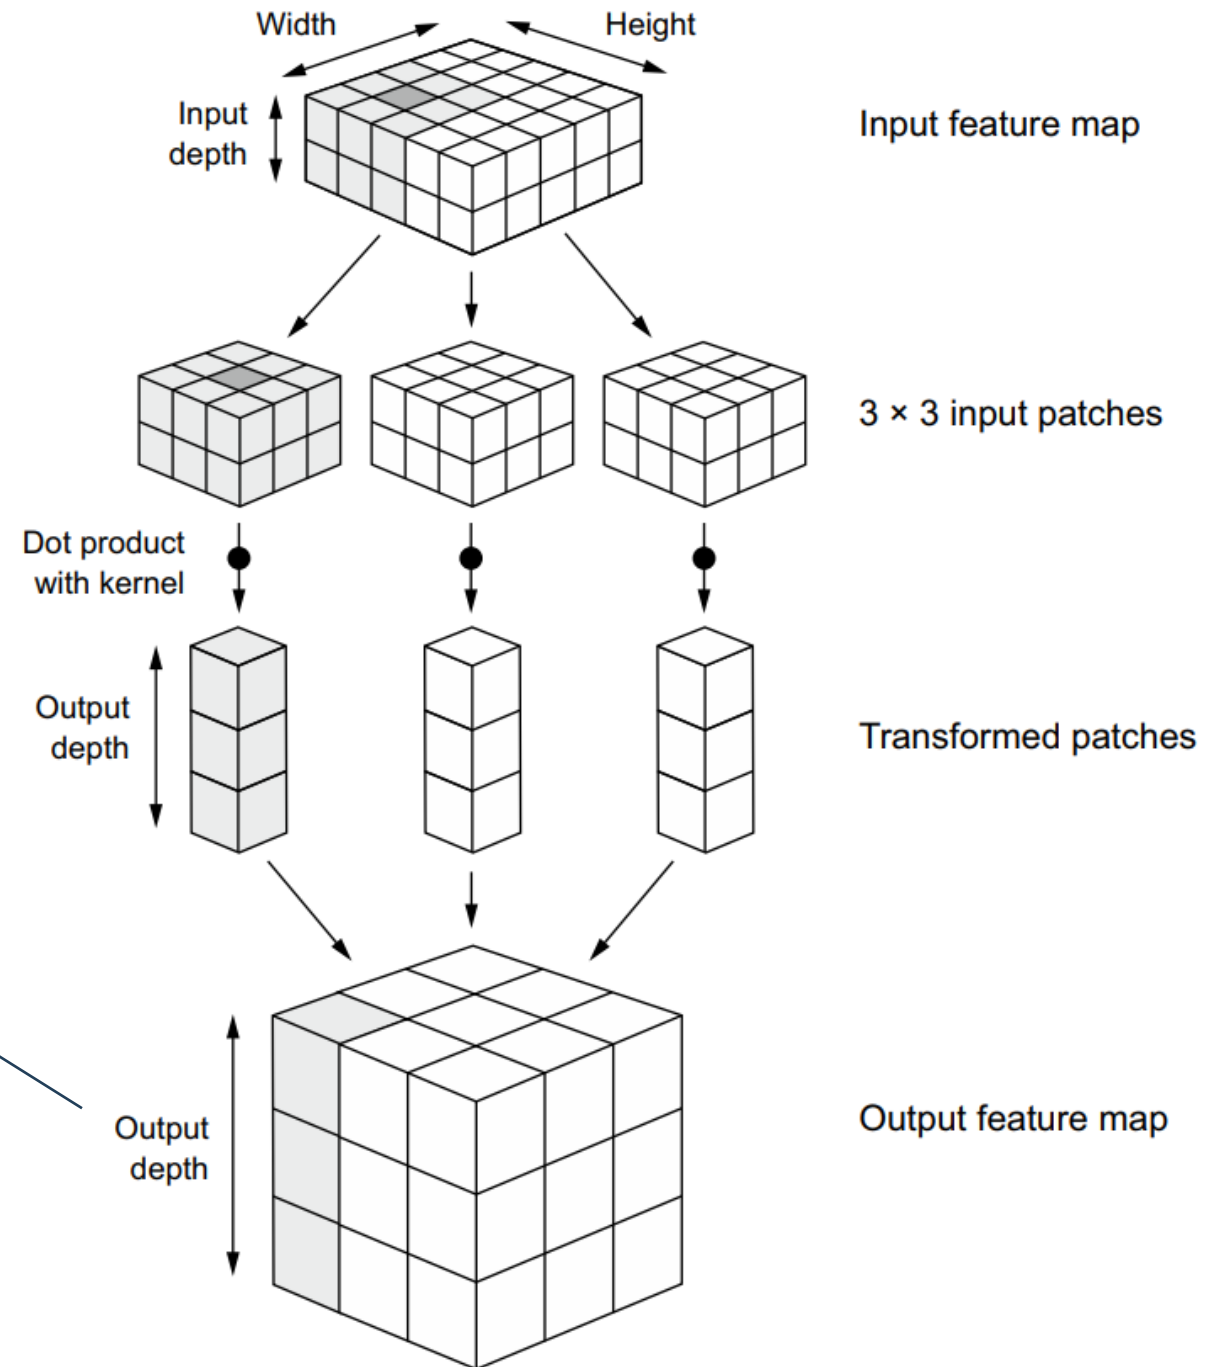 Width
Height
Input
depth
Input feature map
3 × 3 input patches
Dot product
with kernel
Output
depth
Transformed patches
Output
depth
Output feature map